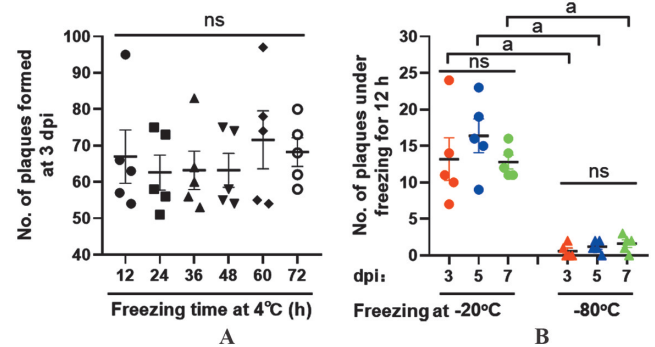 ns
No. of plaques formed
at 3 dpi
100
90
80
70
60
50
40
12 24 36 48 60 72
Freezing time at 4℃ (h)
A
a
a
a
ns
ns
No. of plaques under
freezing for 12 h
30
25
20
15
10
5
0
dpi: 3 5 7 3 5 7
Freezing at -20°C -80°C
B